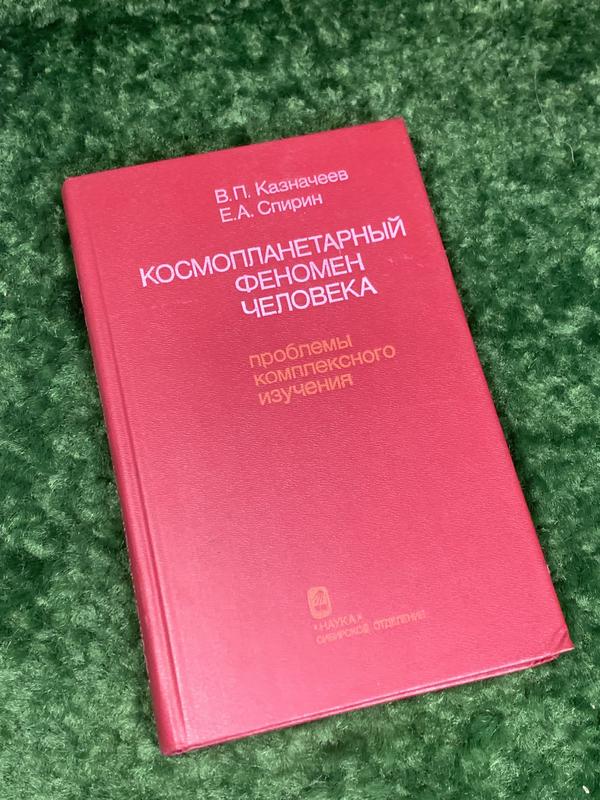 В.П. Казначеев
Е.А. Спирин
КОСМОПЛАНЕТАРНЫЙ
ФЕНОМЕН
ЧЕЛОВЕКА
проблемы
комплексного
изучения
«НАУКА»
СИБИРСКОЕ ОТДЕЛЕНИЕ